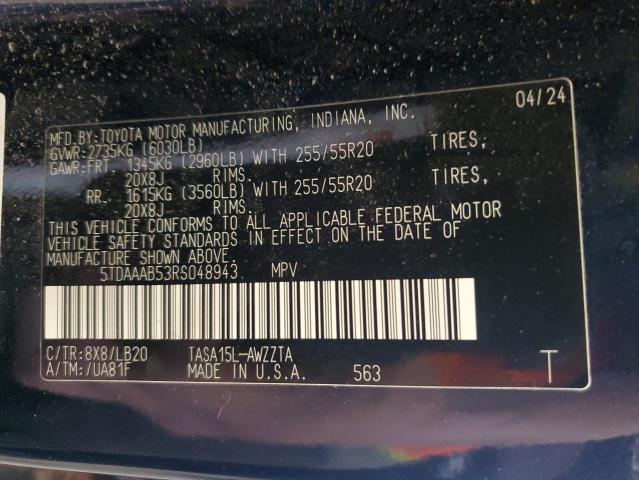 04/24
MFD.BY:TOYOTA MOTOR MANUFACTURING, INDIANA, INC.
GVWR:2735KG (6030LB)
GAWR:FRT 1345KG (2960LB) WITH 255/55R20 TIRES,
20X8J RIMS.
RR 1615KG (3560LB) WITH 255/55R20 TIRES,
20X8J RIMS.
THIS VEHICLE CONFORMS TO ALL APPLICABLE FEDERAL MOTOR
VEHICLE SAFETY STANDARDS IN EFFECT ON THE DATE OF
MANUFACTURE SHOWN ABOVE.
5TDAAAB53RS048943 MPV
C/TR:8X8/LB20 TASA15L-AWZZTA
A/TM:/UA81F MADE IN U.S.A. 563 T